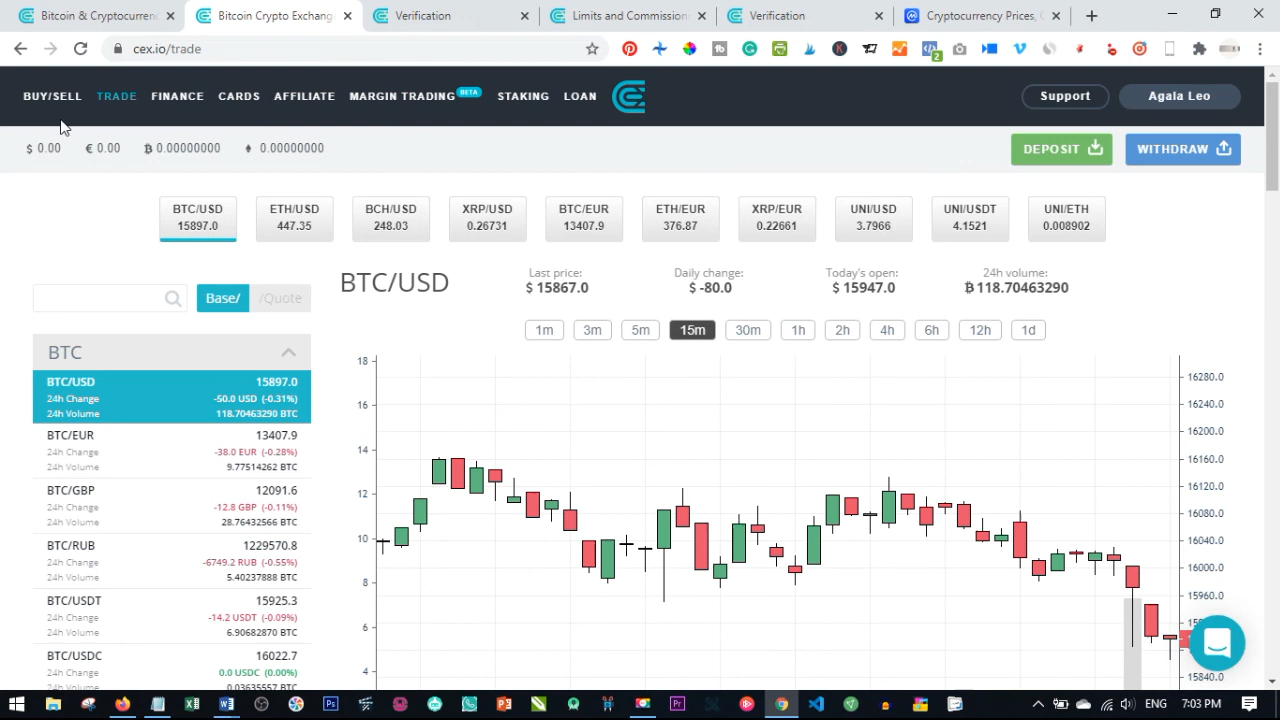 Bitcoin & Cryptocurrenc
Bitcoin Crypto Exchang
Verification
Limits and Commission
Verification
Cryptocurrency Prices, C
cex.io/trade
2
BUY/SELL
TRADE
FINANCE
CARDS
AFFILIATE
MARGIN TRADING BETA
STAKING
LOAN
Support
Agala Leo
$ 0.00
€ 0.00
0.00000000
0.00000000
DEPOSIT
WITHDRAW
BTC/USD
15897.0
ETH/USD
447.35
BCH/USD
248.03
XRP/USD
0.26731
BTC/EUR
13407.9
ETH/EUR
376.87
XRP/EUR
0.22661
UNI/USD
3.7966
UNI/USDT
4.1521
UNI/ETH
0.008902
Base/
/Quote
BTC/USD
Last price:
$ 15867.0
Daily change:
$ -80.0
Today's open:
$ 15947.0
24h volume:
₿ 118.70463290
1m
3m
5m
15m
30m
1h
2h
4h
6h
12h
1d
BTC
BTC/USD 15897.0
24h Change -50.0 USD (-0.31%)
24h Volume 118.70463290 BTC
BTC/EUR 13407.9
24h Change -38.0 EUR (-0.28%)
24h Volume 9.77514262 BTC
BTC/GBP 12091.6
24h Change -12.8 GBP (-0.11%)
24h Volume 28.76432566 BTC
BTC/RUB 1229570.8
24h Change -6749.2 RUB (-0.55%)
24h Volume 5.40237888 BTC
BTC/USDT 15925.3
24h Change -14.2 USDT (-0.09%)
24h Volume 6.90682870 BTC
BTC/USDC 16022.7
24h Change 0.0 USDC (0.00%)
24h Volume 0.03635557 BTC
18
16
14
12
10
8
6
4
16280.0
16240.0
16200.0
16160.0
16120.0
16080.0
16040.0
16000.0
15960.0
15840.0
ENG
7:03 PM